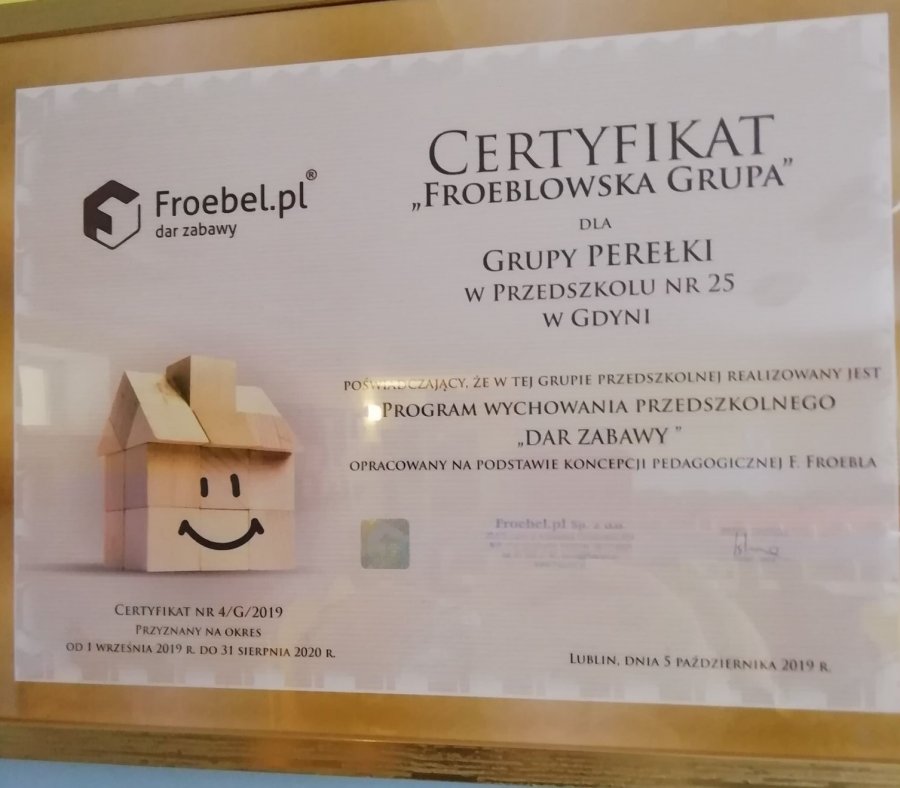 Froebel.pl®
dar zabawy
CERTYFIKAT
„FROEBLOWSKA GRUPA”
DLA
GRUPY PEREŁKI
W PRZEDSZKOLU NR 25
W GDYNI
POŚWIADCZAJĄCY, ŻE W TEJ GRUPIE PRZEDSZKOLNEJ REALIZOWANY JEST
PROGRAM WYCHOWANIA PRZEDSZKOLNEGO
„DAR ZABAWY ”
OPRACOWANY NA PODSTAWIE KONCEPCJI PEDAGOGICZNEJ F. FROEBLA
Froebel.pl Sp. z o.o.
CERTYFIKAT NR 4/G/2019
PRZYZNANY NA OKRES
OD 1 WRZEŚNIA 2019 R. DO 31 SIERPNIA 2020 R.
LUBLIN, DNIA 5 PAŹDZIERNIKA 2019 R.